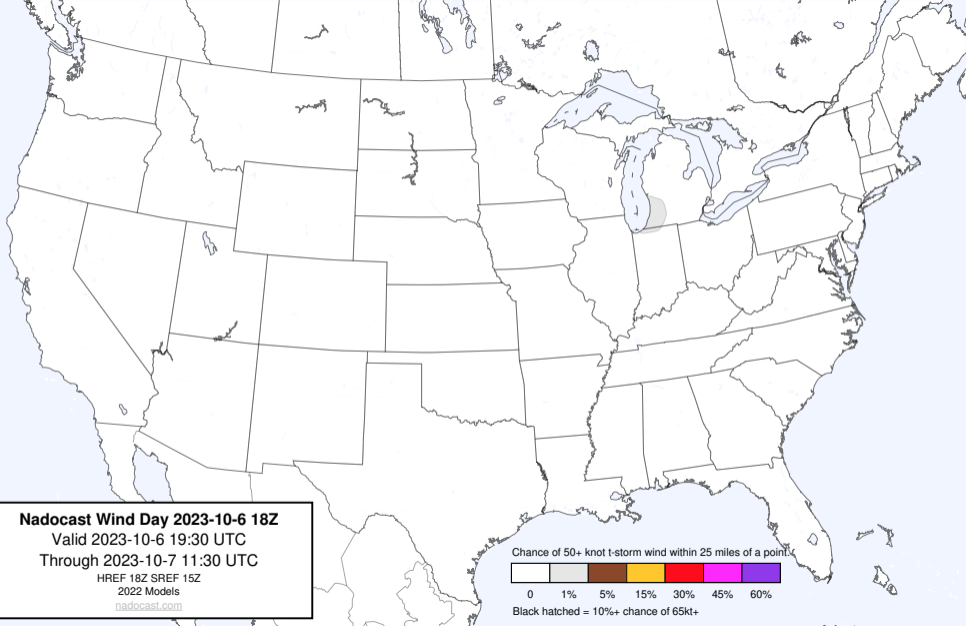 Nadocast Wind Day 2023-10-6 18Z
Valid 2023-10-6 19:30 UTC
Through 2023-10-7 11:30 UTC
HREF 18Z SREF 15Z
2022 Models
nadocast.com
Chance of 50+ knot t-storm wind within 25 miles of a point.
0 1% 5% 15% 30% 45% 60%
Black hatched = 10%+ chance of 65kt+